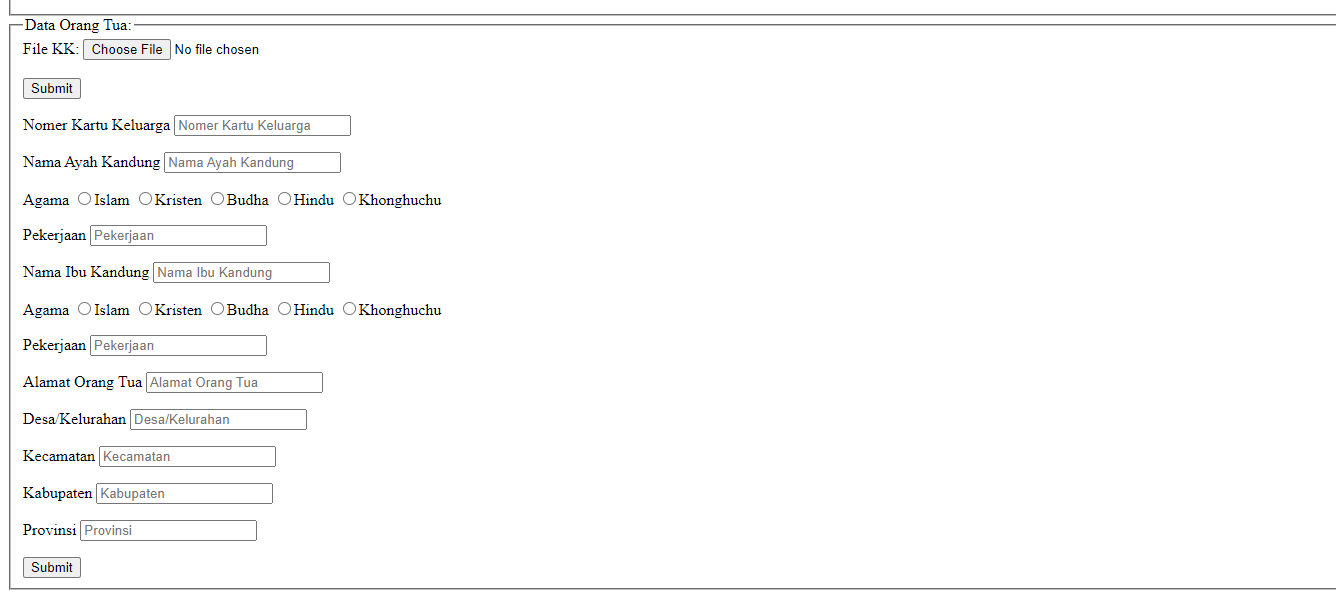 Data Orang Tua:
File KK: Choose File No file chosen
Submit
Nomer Kartu Keluarga Nomer Kartu Keluarga
Nama Ayah Kandung Nama Ayah Kandung
Agama Islam Kristen Budha Hindu Khonghuchu
Pekerjaan Pekerjaan
Nama Ibu Kandung Nama Ibu Kandung
Agama Islam Kristen Budha Hindu Khonghuchu
Pekerjaan Pekerjaan
Alamat Orang Tua Alamat Orang Tua
Desa/Kelurahan Desa/Kelurahan
Kecamatan Kecamatan
Kabupaten Kabupaten
Provinsi Provinsi
Submit